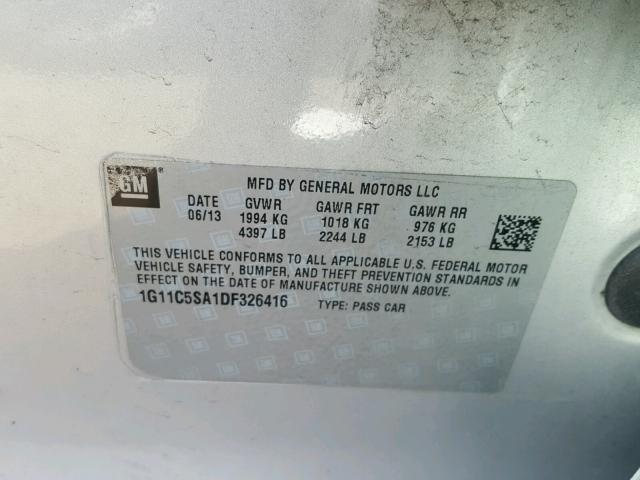 GM
MFD BY GENERAL MOTORS LLC
DATE GVWR GAWR FRT GAWR RR
06/13 1994 KG 1018 KG 976 KG
4397 LB 2244 LB 2153 LB
THIS VEHICLE CONFORMS TO ALL APPLICABLE U.S. FEDERAL MOTOR
VEHICLE SAFETY, BUMPER, AND THEFT PREVENTION STANDARDS IN
EFFECT ON THE DATE OF MANUFACTURE SHOWN ABOVE.
1G11C5SA1DF326416 TYPE: PASS CAR